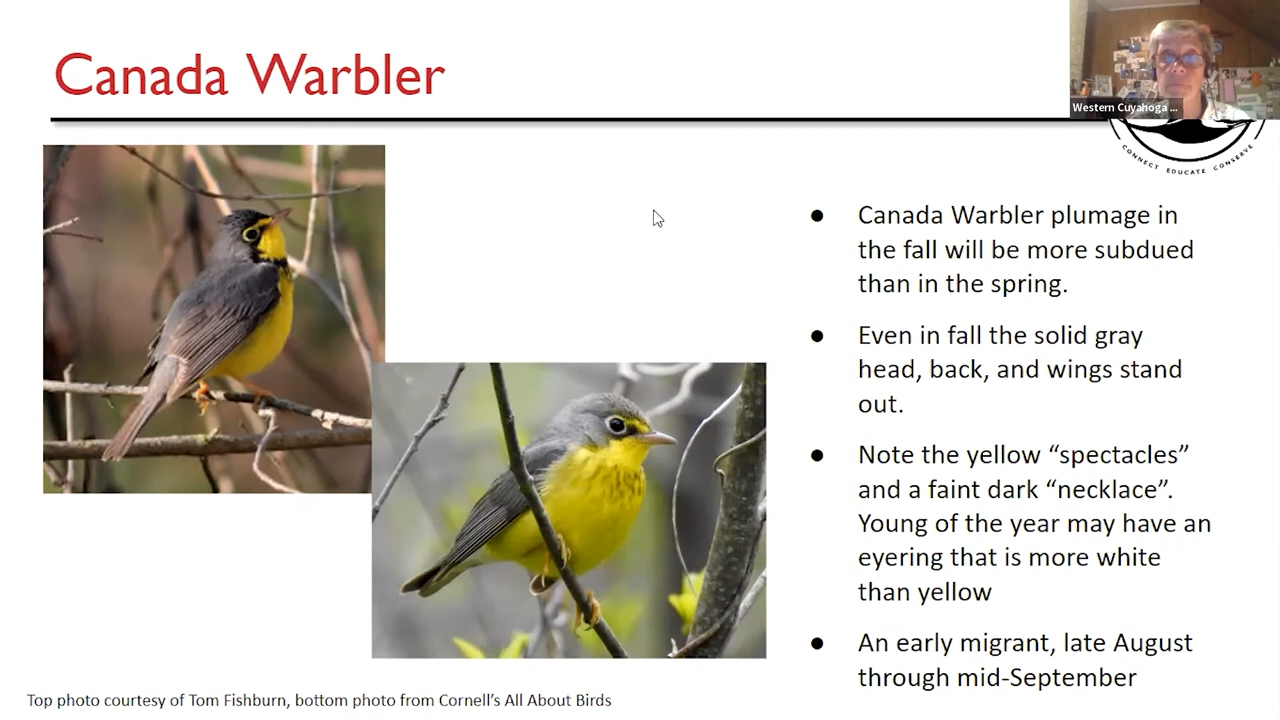 Canada Warbler
Western Cuyahoga ...
CONNECT EDUCATE CONSERVE
Canada Warbler plumage in
the fall will be more subdued
than in the spring.
Even in fall the solid gray
head, back, and wings stand
out.
Note the yellow “spectacles”
and a faint dark “necklace”.
Young of the year may have an
eyering that is more white
than yellow
An early migrant, late August
through mid-September
Top photo courtesy of Tom Fishburn, bottom photo from Cornell’s All About Birds